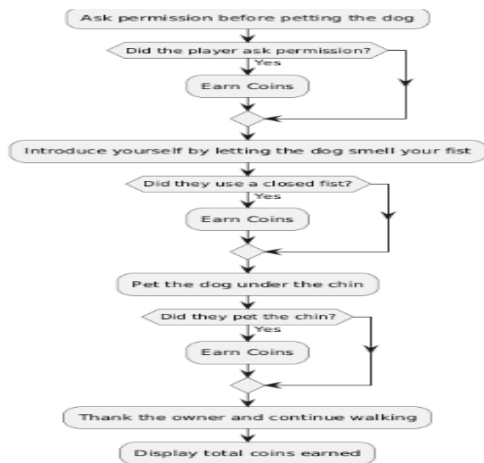 Ask permission before petting the dog
Did the player ask permission?
Yes
Earn Coins
Introduce yourself by letting the dog smell your fist
Did they use a closed fist?
Yes
Earn Coins
Pet the dog under the chin
Did they pet the chin?
Yes
Earn Coins
Thank the owner and continue walking
Display total coins earned